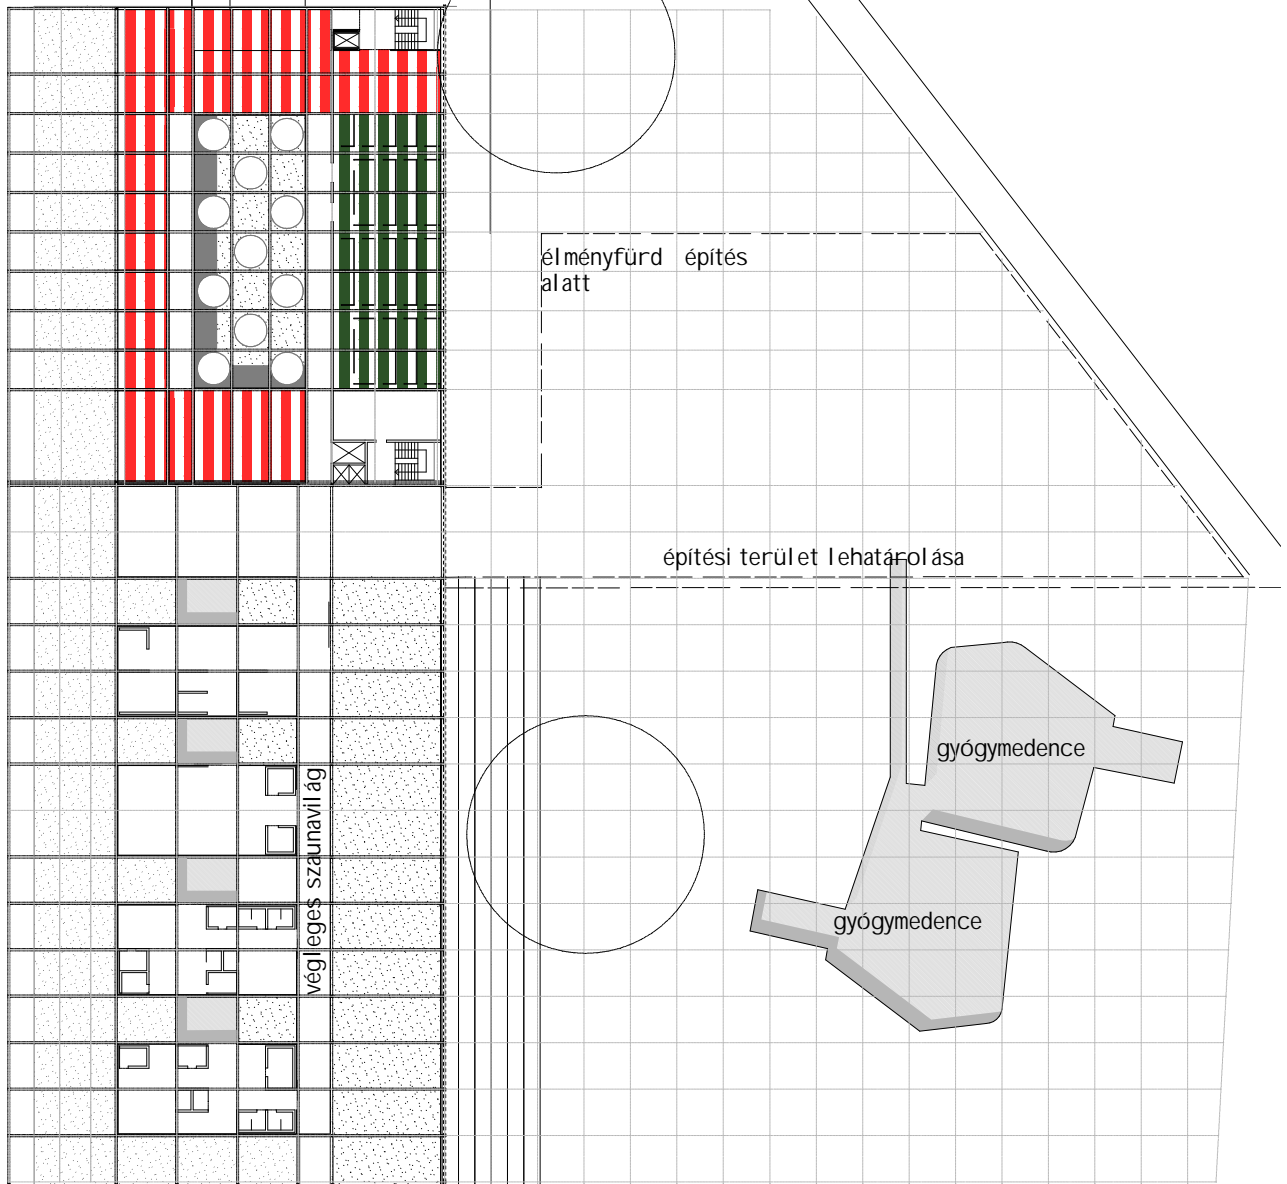 élményfürd építés
alatt
építési terület lehatárolása
gyógymedence
végleges szaunavilág
gyógymedence